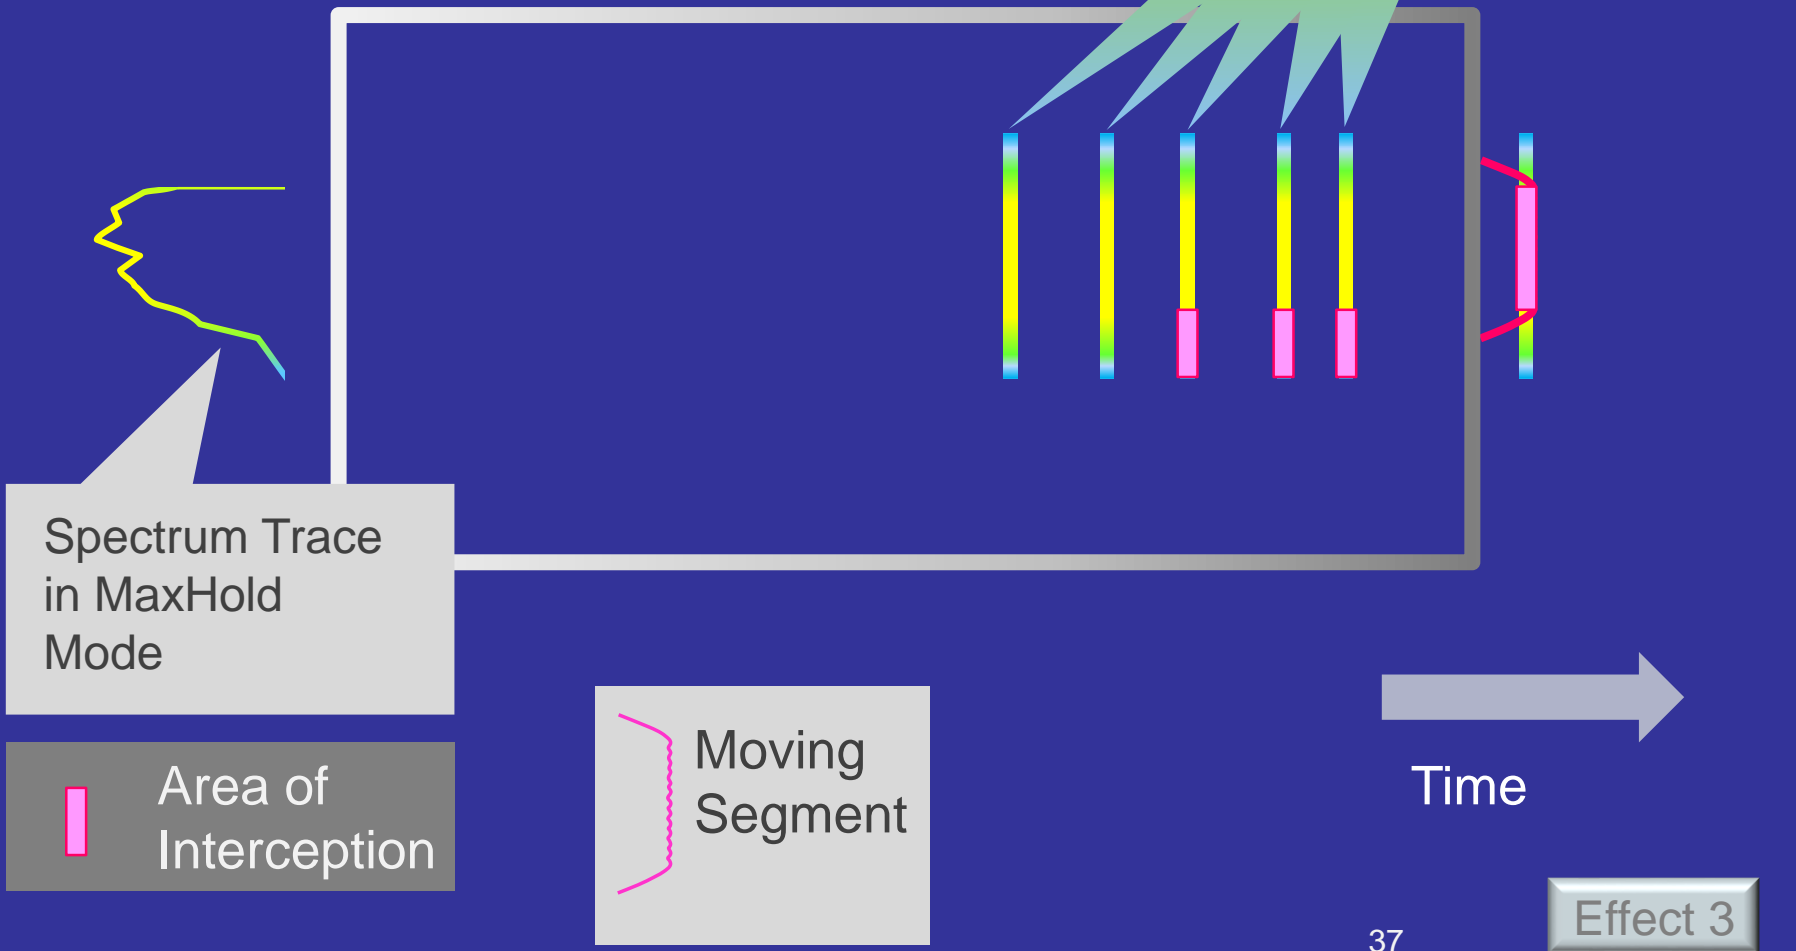 Spectrum Trace
in MaxHold
Mode
Area of
Interception
Moving
Segment
Time
37
Effect 3